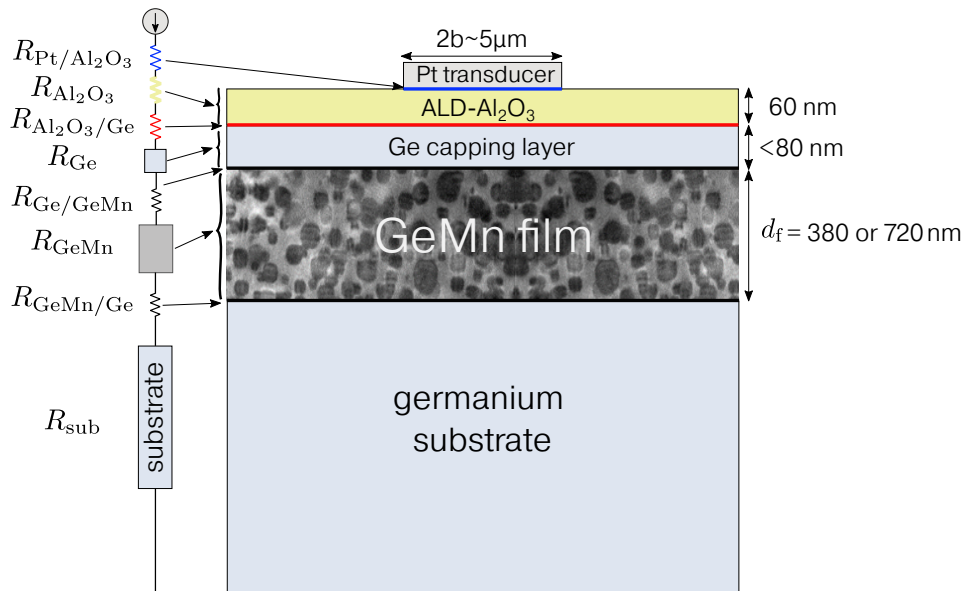 R_Pt/Al₂O₃
R_Al₂O₃
R_Al₂O₃/Ge
R_Ge
R_Ge/GeMn
R_GeMn
R_GeMn/Ge
R_sub
substrate
2b~5μm
Pt transducer
ALD-Al₂O₃
60 nm
Ge capping layer
<80 nm
GeMn film
d_f = 380 or 720 nm
germanium
substrate